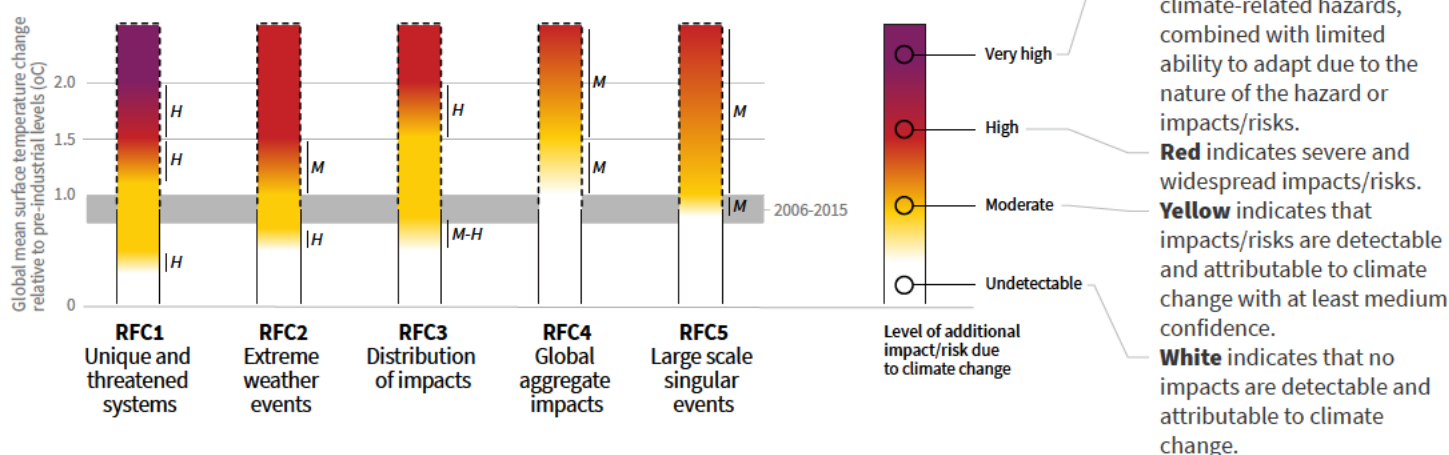 Global mean surface temperature change
relative to pre-industrial levels (oC)
2.0
1.5
1.0
0
H
H
H
M
H
H
M-H
M
M
M
M
2006-2015
RFC1
Unique and
threatened
systems
RFC2
Extreme
weather
events
RFC3
Distribution
of impacts
RFC4
Global
aggregate
impacts
RFC5
Large scale
singular
events
Very high
High
Moderate
Undetectable
Level of additional
impact/risk due
to climate change
climate-related hazards,
combined with limited
ability to adapt due to the
nature of the hazard or
impacts/risks.
Red indicates severe and
widespread impacts/risks.
Yellow indicates that
impacts/risks are detectable
and attributable to climate
change with at least medium
confidence.
White indicates that no
impacts are detectable and
attributable to climate
change.